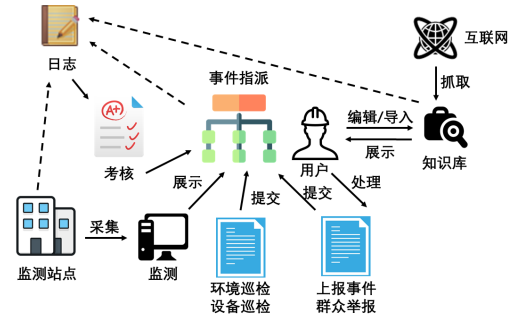 互联网
日志
事件指派
抓取
A+
编辑/导入
考核
用户
展示
知识库
展示
处理
提交
提交
采集
监测站点
监测
环境巡检
设备巡检
上报事件
群众举报